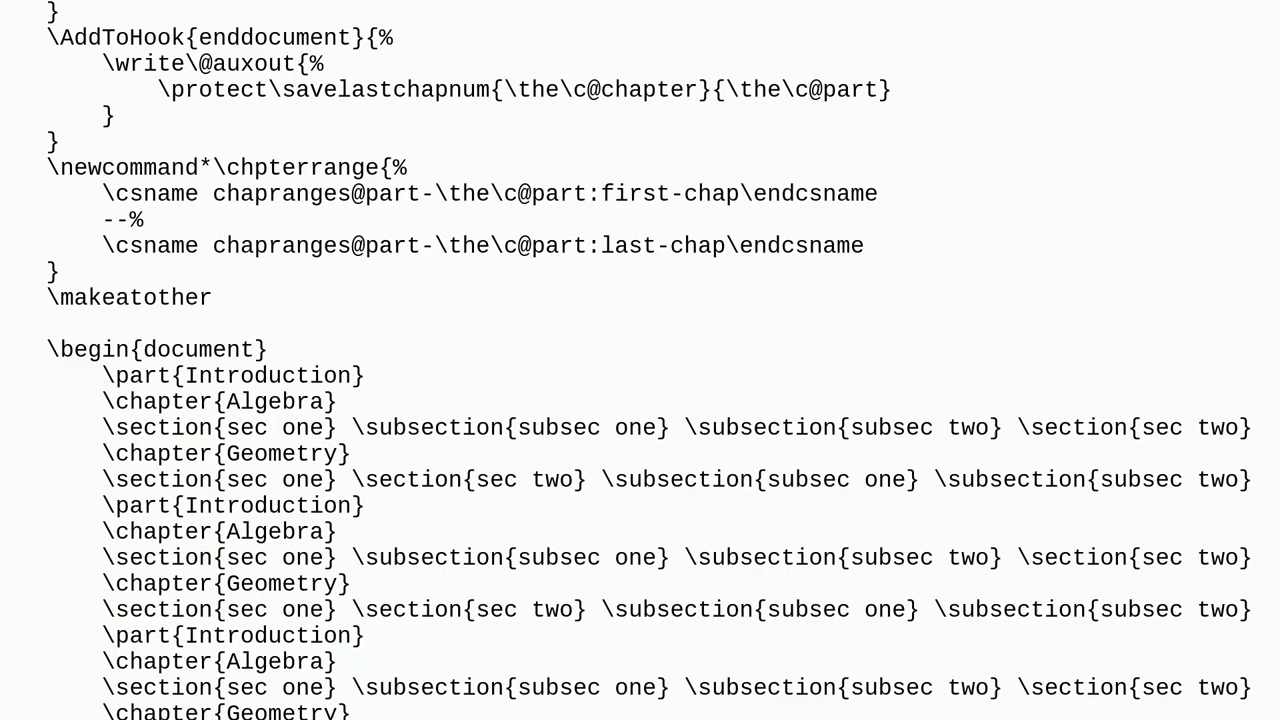 }
\AddToHook{enddocument}{%
\write\@auxout{%
\protect\savelastchapnum{\the\c@chapter}{\the\c@part}
}
}
\newcommand*\chpterrange{%
\csname chapranges@part-\the\c@part:first-chap\endcsname
--%
\csname chapranges@part-\the\c@part:last-chap\endcsname
}
\makeatother
\begin{document}
\part{Introduction}
\chapter{Algebra}
\section{sec one} \subsection{subsec one} \subsection{subsec two} \section{sec two}
\chapter{Geometry}
\section{sec one} \section{sec two} \subsection{subsec one} \subsection{subsec two}
\part{Introduction}
\chapter{Algebra}
\section{sec one} \subsection{subsec one} \subsection{subsec two} \section{sec two}
\chapter{Geometry}
\section{sec one} \section{sec two} \subsection{subsec one} \subsection{subsec two}
\part{Introduction}
\chapter{Algebra}
\section{sec one} \subsection{subsec one} \subsection{subsec two} \section{sec two}
\chapter{Geometry}